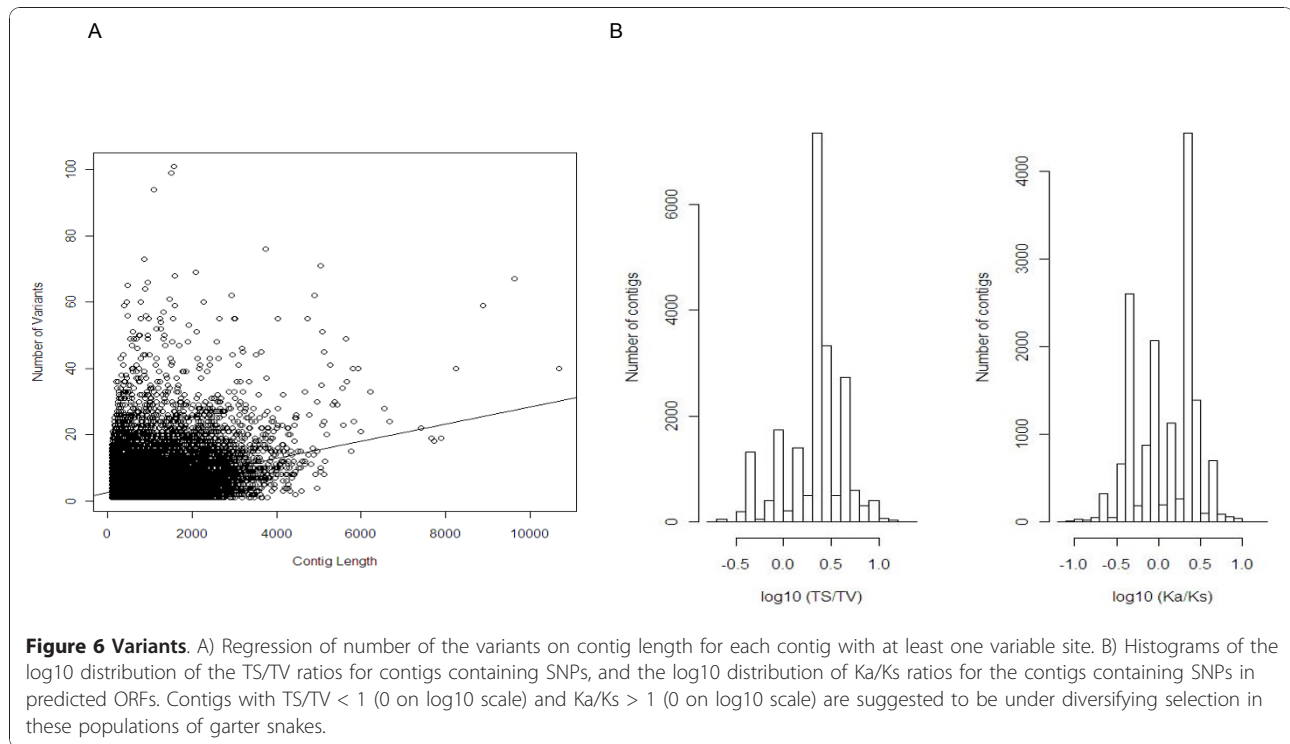 A
B
Number of Variants
100
80
60
40
20
0
0 2000 4000 6000 8000 10000
Contig Length
Number of contigs
6000
4000
2000
0
-0.5 0.0 0.5 1.0
log10 (TS/TV)
Number of contigs
4000
3000
2000
1000
0
-1.0 -0.5 0.0 0.5 1.0
log10 (Ka/Ks)
Figure 6 Variants. A) Regression of number of the variants on contig length for each contig with at least one variable site. B) Histograms of the
log10 distribution of the TS/TV ratios for contigs containing SNPs, and the log10 distribution of Ka/Ks ratios for the contigs containing SNPs in
predicted ORFs. Contigs with TS/TV < 1 (0 on log10 scale) and Ka/Ks > 1 (0 on log10 scale) are suggested to be under diversifying selection in
these populations of garter snakes.